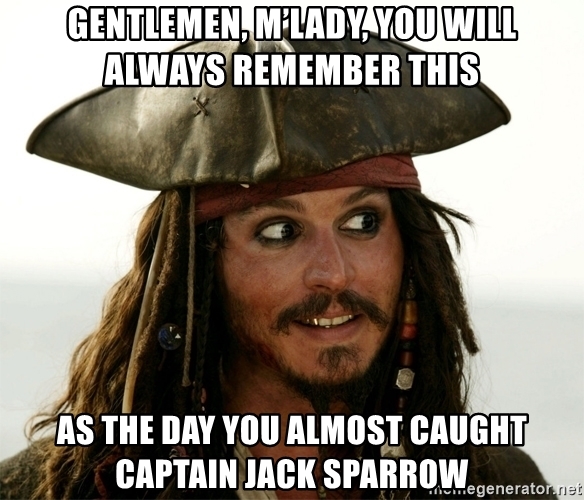 GENTLEMEN, M'LADY, YOU WILL
ALWAYS REMEMBER THIS
AS THE DAY YOU ALMOST CAUGHT
CAPTAIN JACK SPARROW
memegenerator.net